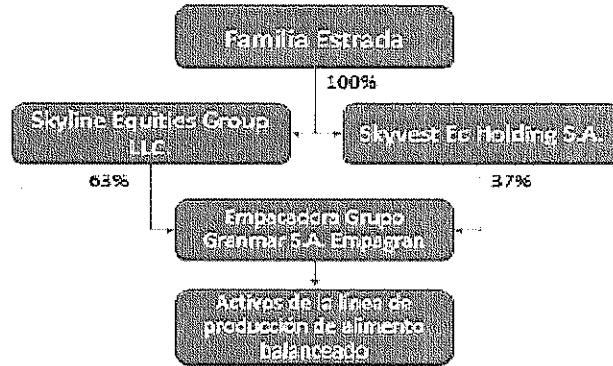 Familia Estrada
100%
Skyline Equities Group
LLC
Skyvest Ec Holding S.A.
63%
37%
Empacadora Grupo
Granmar S.A. Empagran
Activos de la línea de
producción de alimento
balanceado